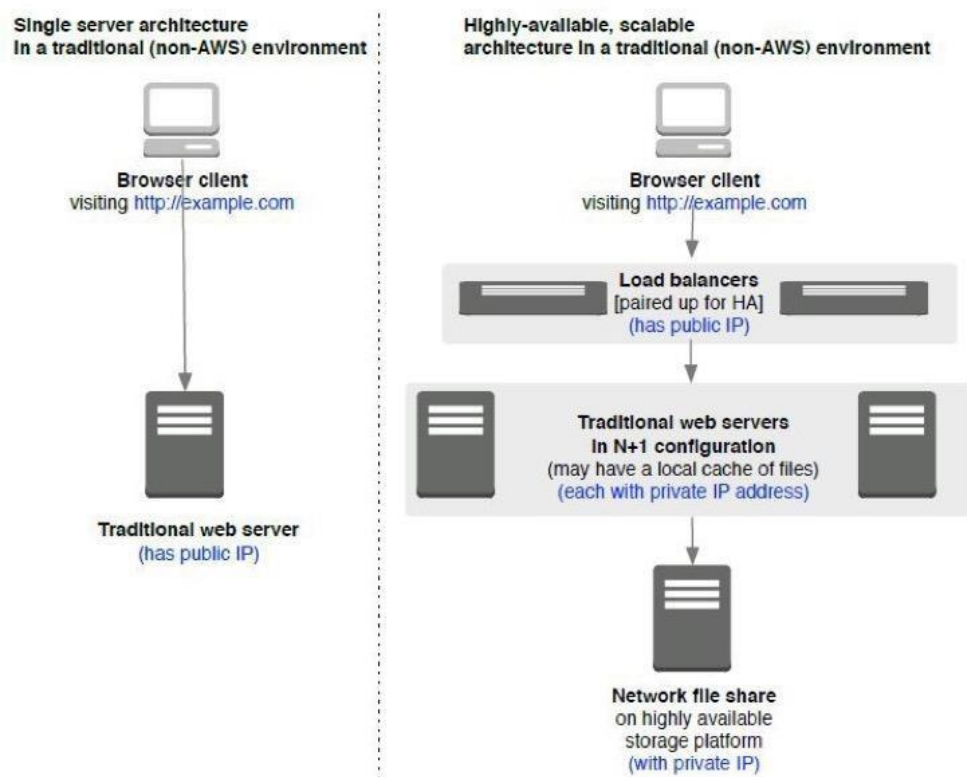 Single server architecture
in a traditional (non-AWS) environment
Browser client
visiting http://example.com
Traditional web server
(has public IP)
Highly-available, scalable
architecture in a traditional (non-AWS) environment
Browser client
visiting http://example.com
Load balancers
[paired up for HA]
(has public IP)
Traditional web servers
in N+1 configuration
(may have a local cache of files)
(each with private IP address)
Network file share
on highly available
storage platform
(with private IP)